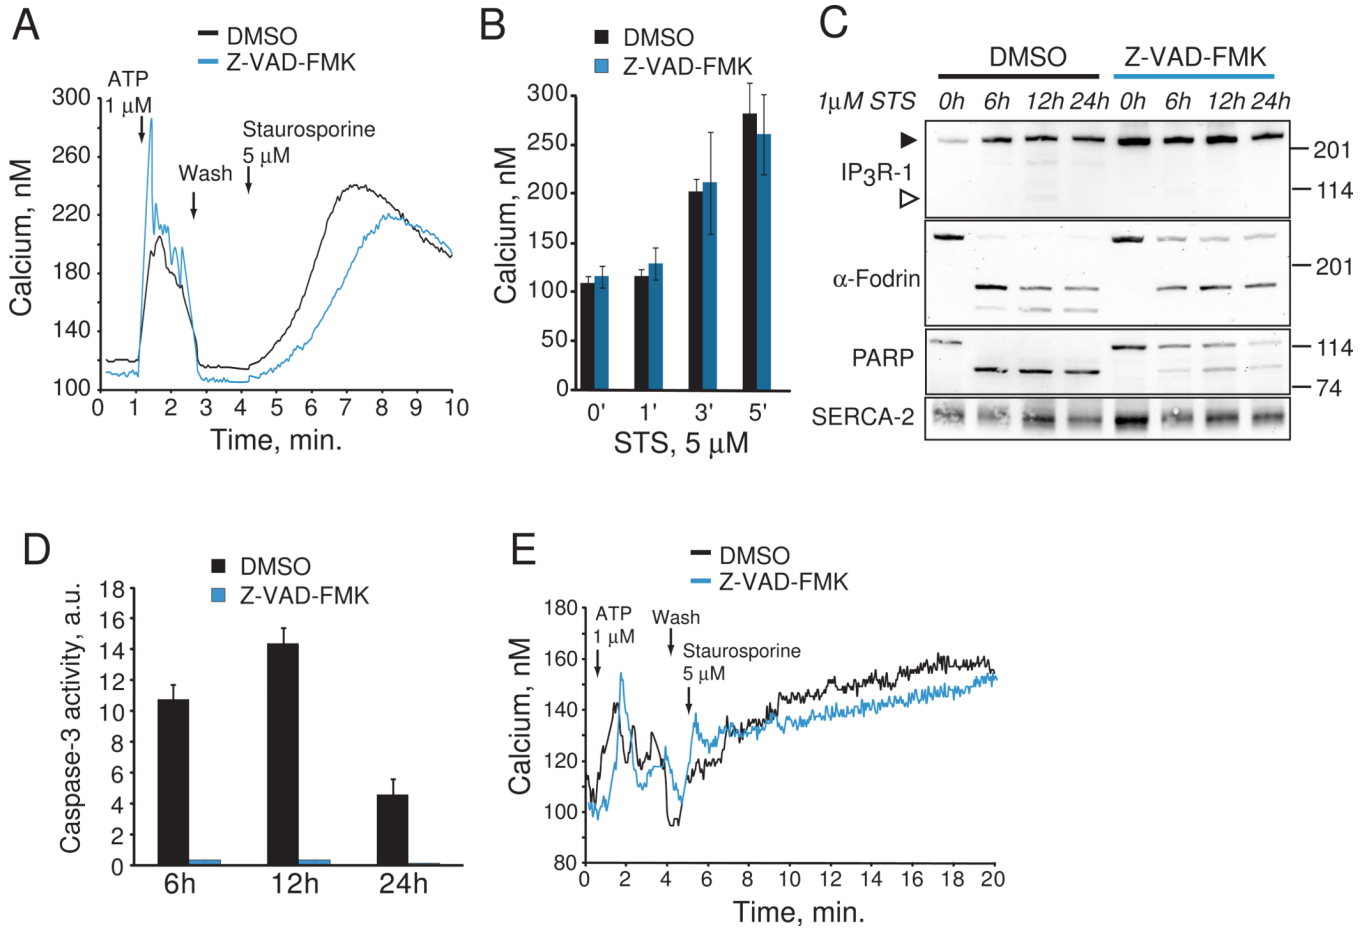 A
DMSO
Z-VAD-FMK
ATP
1 μM
Wash
Staurosporine
5 μM
300
260
220
180
140
100
Calcium, nM
0 1 2 3 4 5 6 7 8 9 10
Time, min.
B
DMSO
Z-VAD-FMK
300
250
200
150
100
50
0
Calcium, nM
0' 1' 3' 5'
STS, 5 μM
C
DMSO Z-VAD-FMK
1μM STS 0h 6h 12h 24h 0h 6h 12h 24h
IP3R-1
201
114
α-Fodrin
201
PARP
114
74
SERCA-2
D
DMSO
Z-VAD-FMK
18
16
14
12
10
8
6
4
2
0
Caspase-3 activity, a.u.
6h 12h 24h
E
DMSO
Z-VAD-FMK
ATP
1 μM
Wash
Staurosporine
5 μM
180
160
140
120
100
80
Calcium, nM
0 2 4 6 8 10 12 14 16 18 20
Time, min.